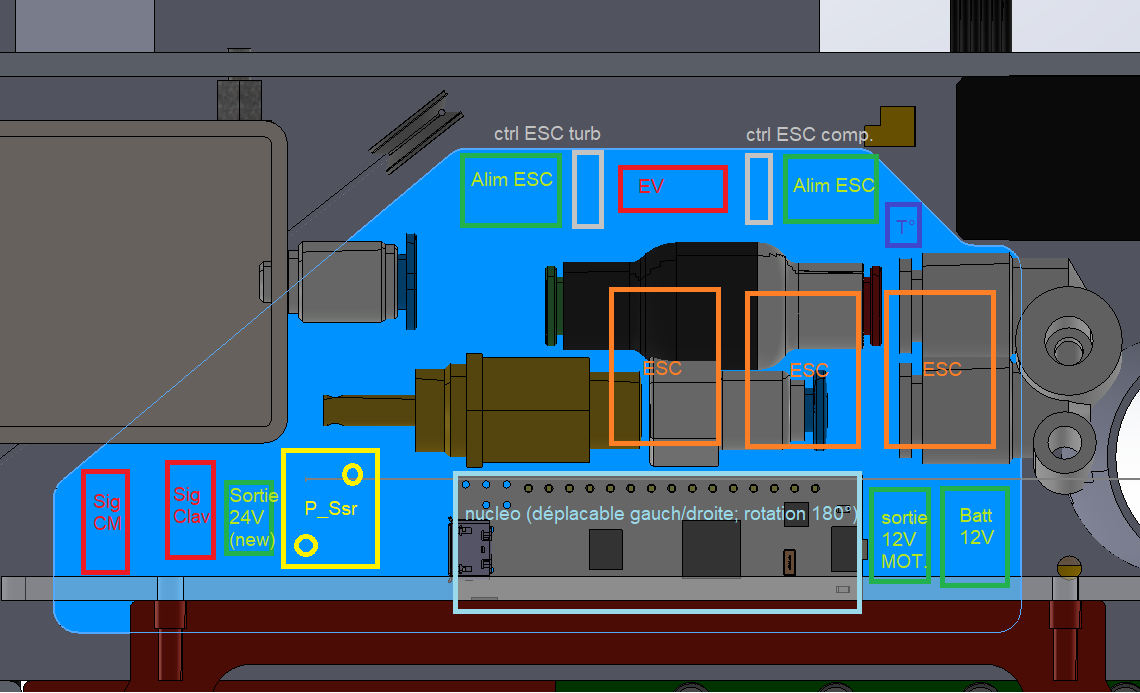 ctrl ESC turb
ctrl ESC comp.
Alim ESC
EV
Alim ESC
T°
ESC
ESC
ESC
Sig
CM
Sig
Clav
Sortie
24V
(new)
P_Ssr
nucleo (déplacable gauch/droite; rotation 180°)
sortie
12V
MOT.
Batt
12V